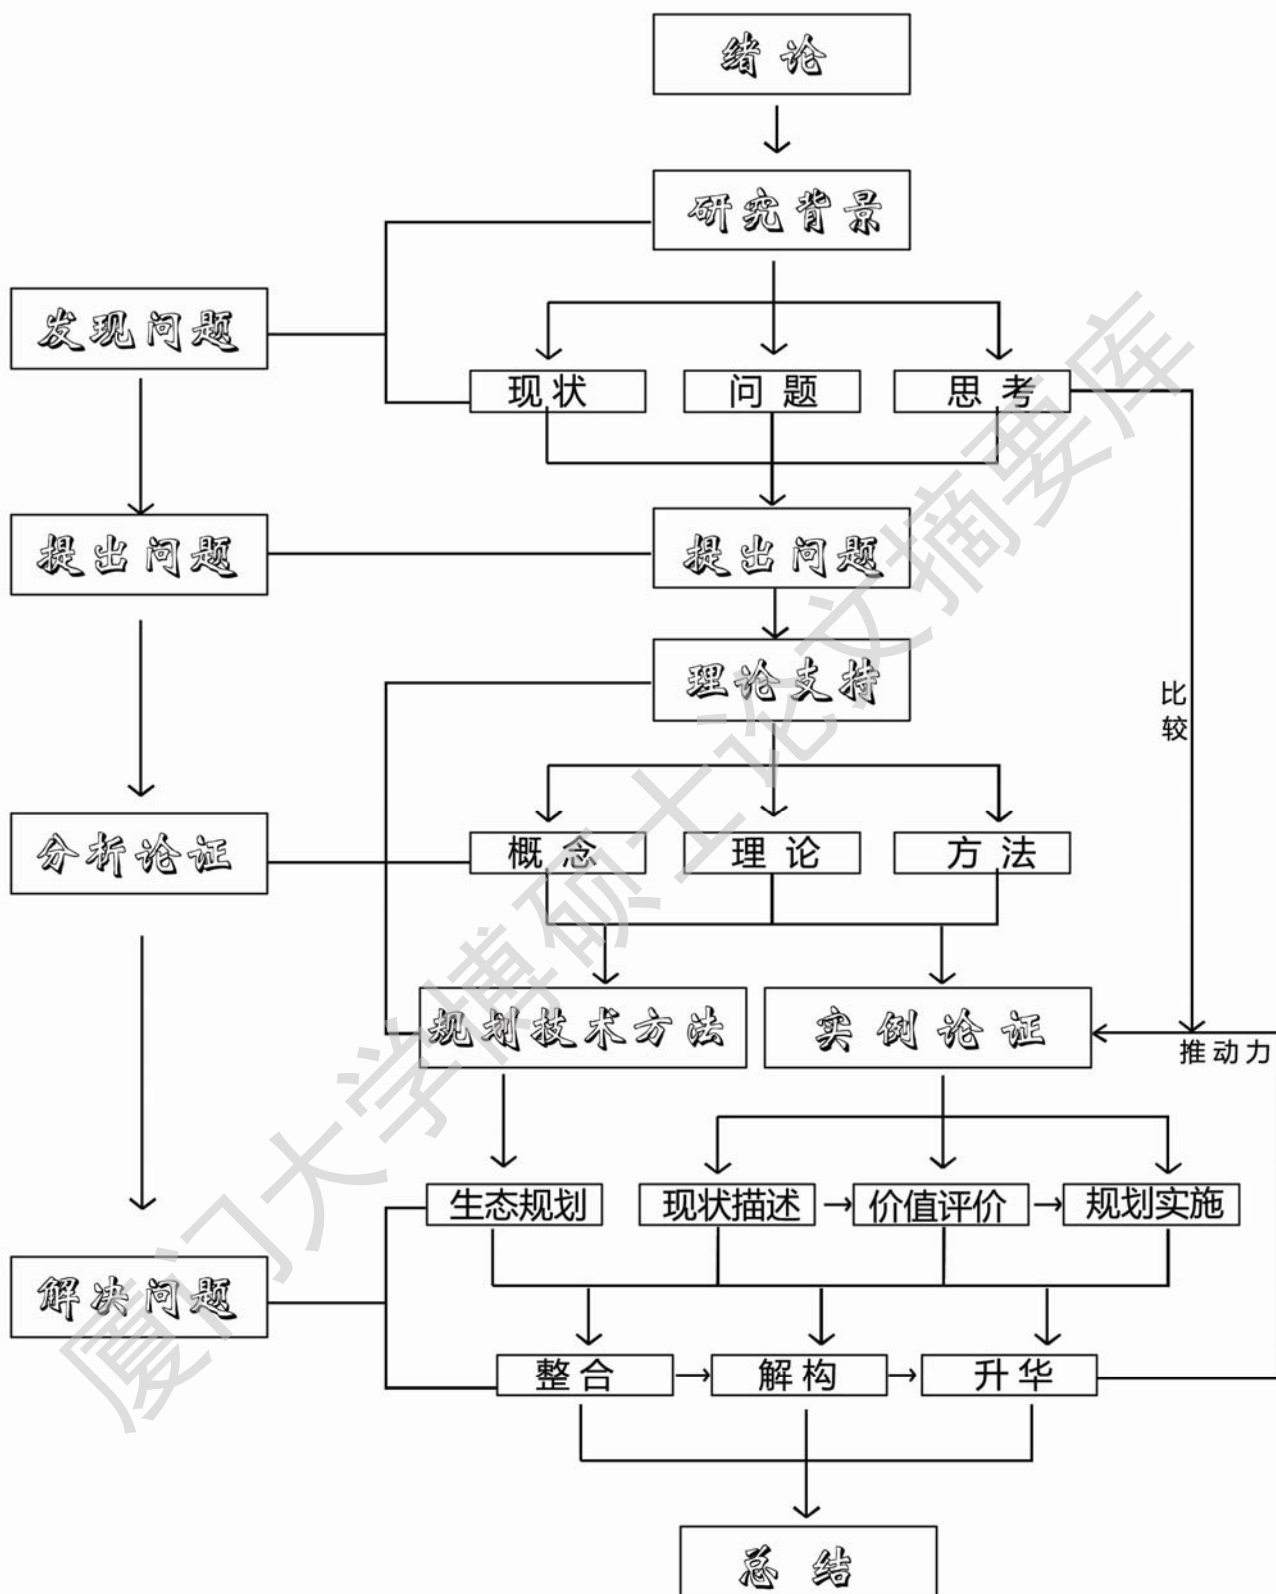 绪论
研究背景
发现问题
现状 问题 思考
提出问题 提出问题
理论支持
比较
分析论证 概念 理论 方法
规划技术方法 实例论证
推动力
生态规划 现状描述 价值评价 规划实施
解决问题
整合 解构 升华
总结
厦门大学博硕士论文摘要库